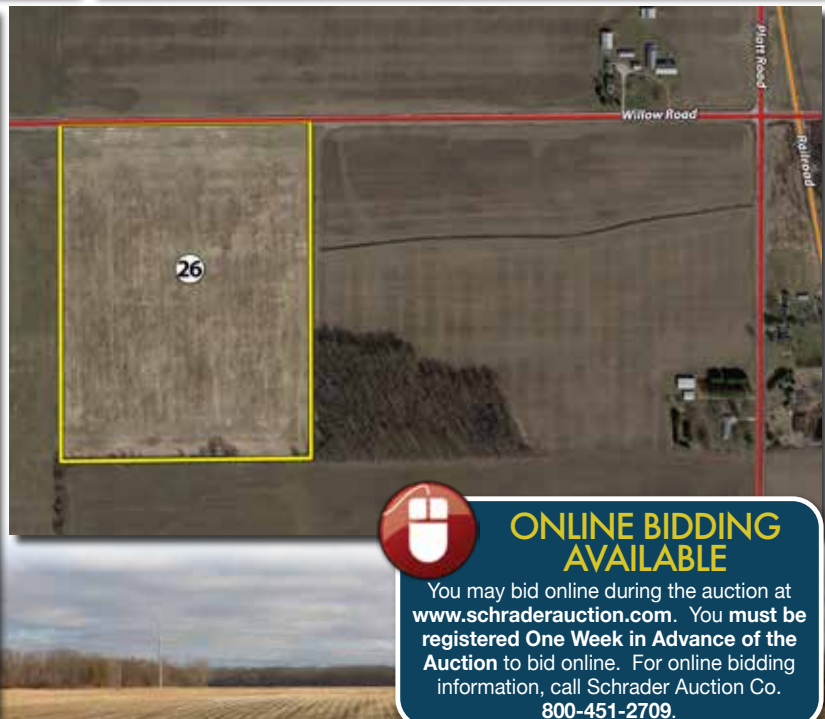 Platt Road
Willow Road
Railroad
26
ONLINE BIDDING
AVAILABLE
You may bid online during the auction at
www.schraderauction.com. You must be
registered One Week in Advance of the
Auction to bid online. For online bidding
information, call Schrader Auction Co.
800-451-2709.